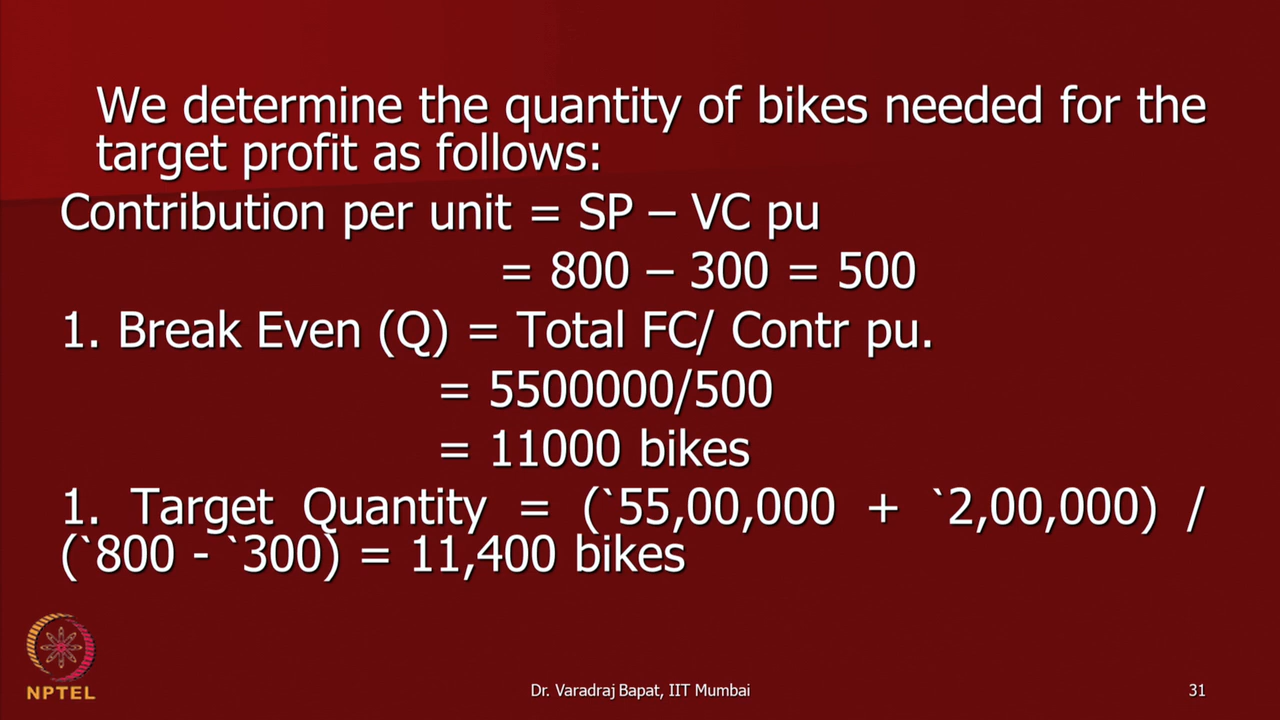 We determine the quantity of bikes needed for the
target profit as follows:
Contribution per unit = SP – VC pu
= 800 – 300 = 500
1. Break Even (Q) = Total FC/ Contr pu.
= 5500000/500
= 11000 bikes
1. Target Quantity = (`55,00,000 + `2,00,000) /
(`800 - `300) = 11,400 bikes
NPTEL
Dr. Varadraj Bapat, IIT Mumbai
31